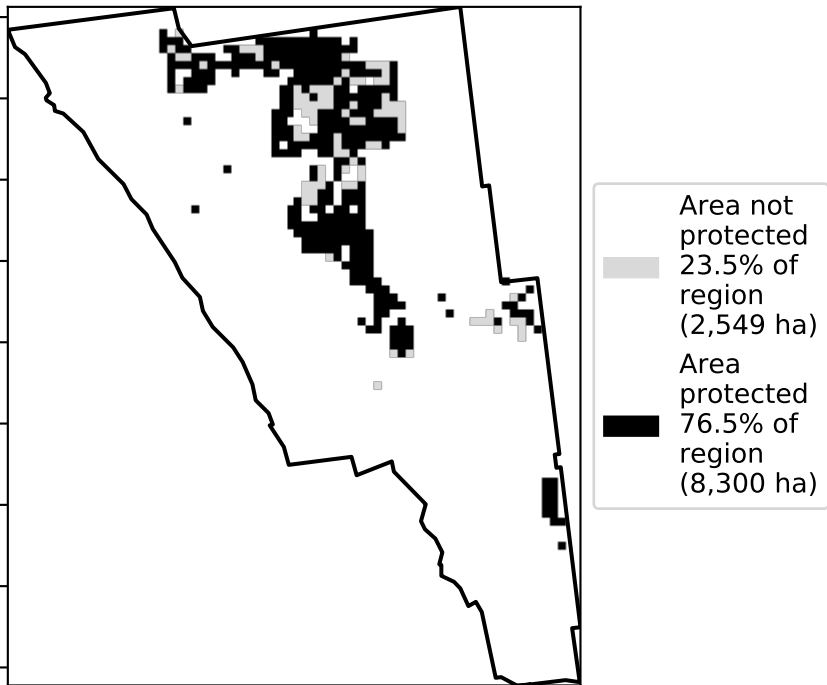 Area not
protected
23.5% of
region
(2,549 ha)
Area
protected
76.5% of
region
(8,300 ha)